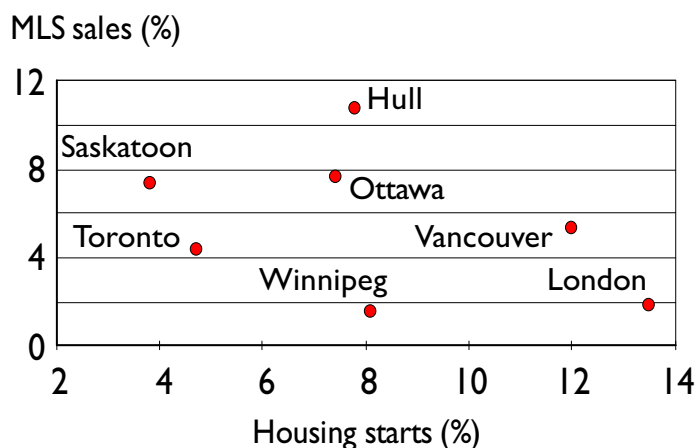 MLS sales (%)
12
Hull
Saskatoon
8
Ottawa
Toronto
Vancouver
4
Winnipeg
London
0
2 4 6 8 10 12 14
Housing starts (%)